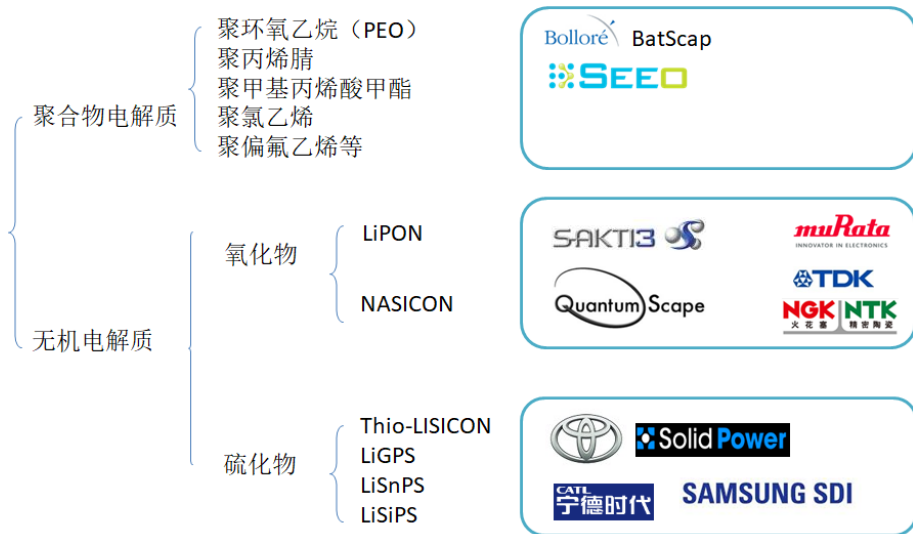 聚合物电解质
聚环氧乙烷（PEO）
聚丙烯腈
聚甲基丙烯酸甲酯
聚氯乙烯
聚偏氟乙烯等
Bolloré BatScap
SEEO
无机电解质
氧化物
LiPON
NASICON
SAKTI3
muRata
INNOVATOR IN ELECTRONICS
QuantumScape
TDK
NGK NTK
火花塞 精密陶瓷
硫化物
Thio-LISICON
LiGPS
LiSnPS
LiSiPS
Solid Power
CATL
宁德时代
SAMSUNG SDI